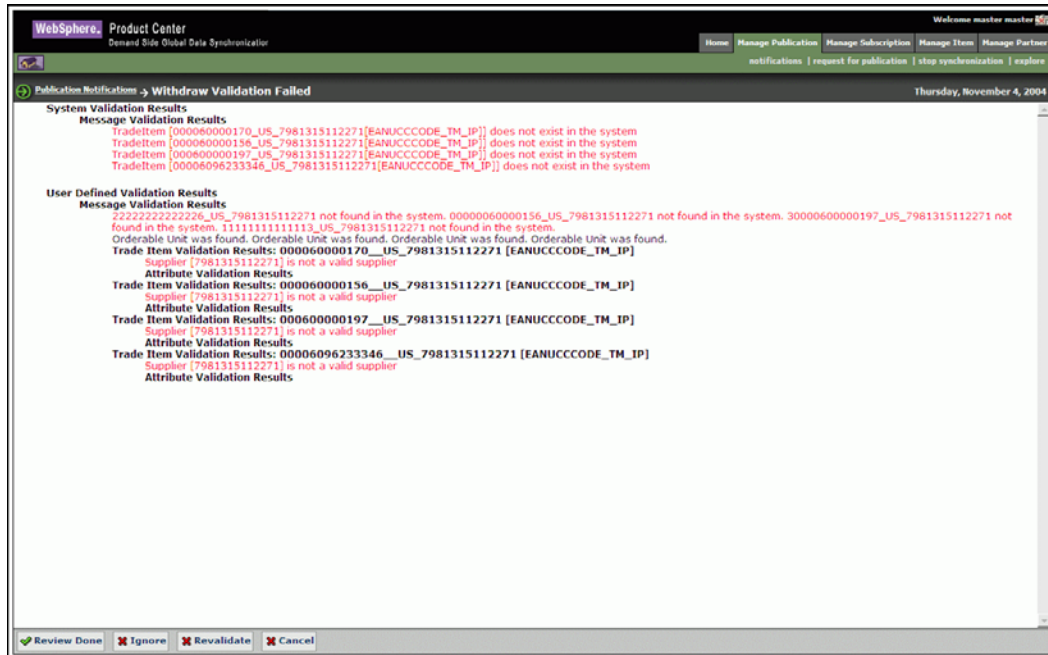 Welcome master master
WebSphere. Product Center
Demand Side Global Data Synchronization
Home Manage Publication Manage Subscription Manage Item Manage Partner
notifications | request for publication | stop synchronization | explore
Publication Notifications → Withdraw Validation Failed Thursday, November 4, 2004
System Validation Results
Message Validation Results
TradeItem [000060000170_US_7981315112271[EANUCCCODE_TM_IP]] does not exist in the system
TradeItem [000060000156_US_7981315112271[EANUCCCODE_TM_IP]] does not exist in the system
TradeItem [000600000197_US_7981315112271[EANUCCCODE_TM_IP]] does not exist in the system
TradeItem [00006096233346_US_7981315112271[EANUCCCODE_TM_IP]] does not exist in the system
User Defined Validation Results
Message Validation Results
22222222222226_US_7981315112271 not found in the system. 00000060000156_US_7981315112271 not found in the system. 30000600000197_US_7981315112271 not
found in the system. 11111111111113_US_7981315112271 not found in the system.
Orderable Unit was found. Orderable Unit was found. Orderable Unit was found. Orderable Unit was found.
Trade Item Validation Results: 000060000170__US_7981315112271 [EANUCCCODE_TM_IP]
Supplier [7981315112271] is not a valid supplier
Attribute Validation Results
Trade Item Validation Results: 000060000156__US_7981315112271 [EANUCCCODE_TM_IP]
Supplier [7981315112271] is not a valid supplier
Attribute Validation Results
Trade Item Validation Results: 000600000197__US_7981315112271 [EANUCCCODE_TM_IP]
Supplier [7981315112271] is not a valid supplier
Attribute Validation Results
Trade Item Validation Results: 00006096233346__US_7981315112271 [EANUCCCODE_TM_IP]
Supplier [7981315112271] is not a valid supplier
Attribute Validation Results
Review Done Ignore Revalidate Cancel